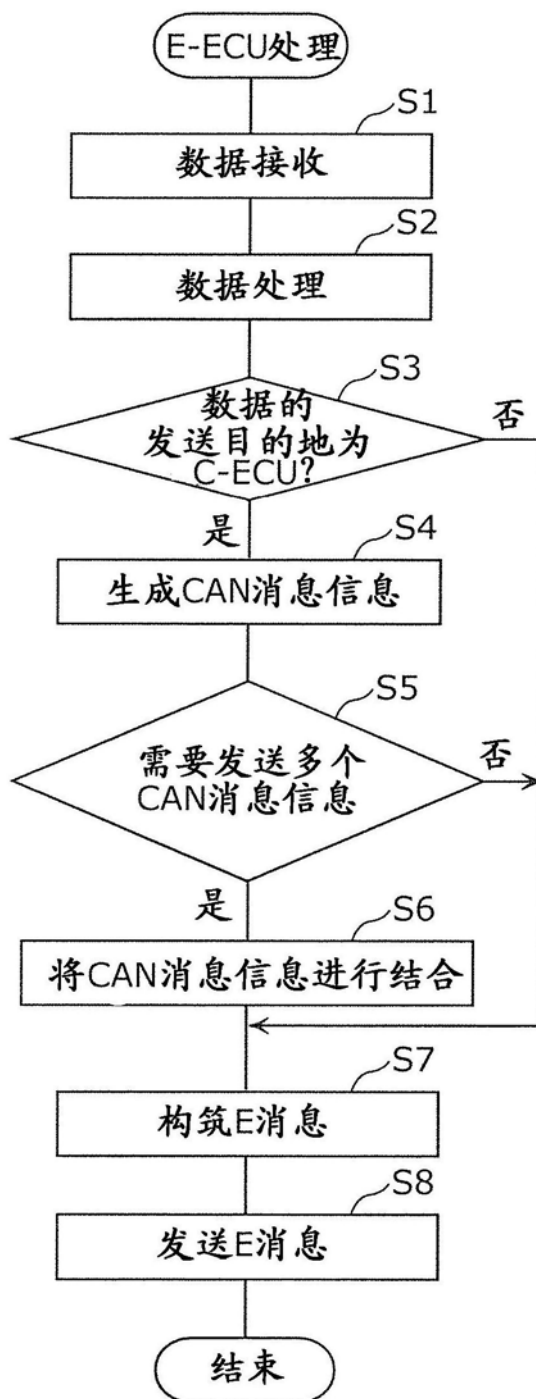 E-ECU处理
S1
数据接收
S2
数据处理
S3
数据的
发送目的地为
C-ECU?
否
是
S4
生成CAN消息信息
S5
需要发送多个
CAN消息信息
否
是
S6
将CAN消息信息进行结合
S7
构筑E消息
S8
发送E消息
结束